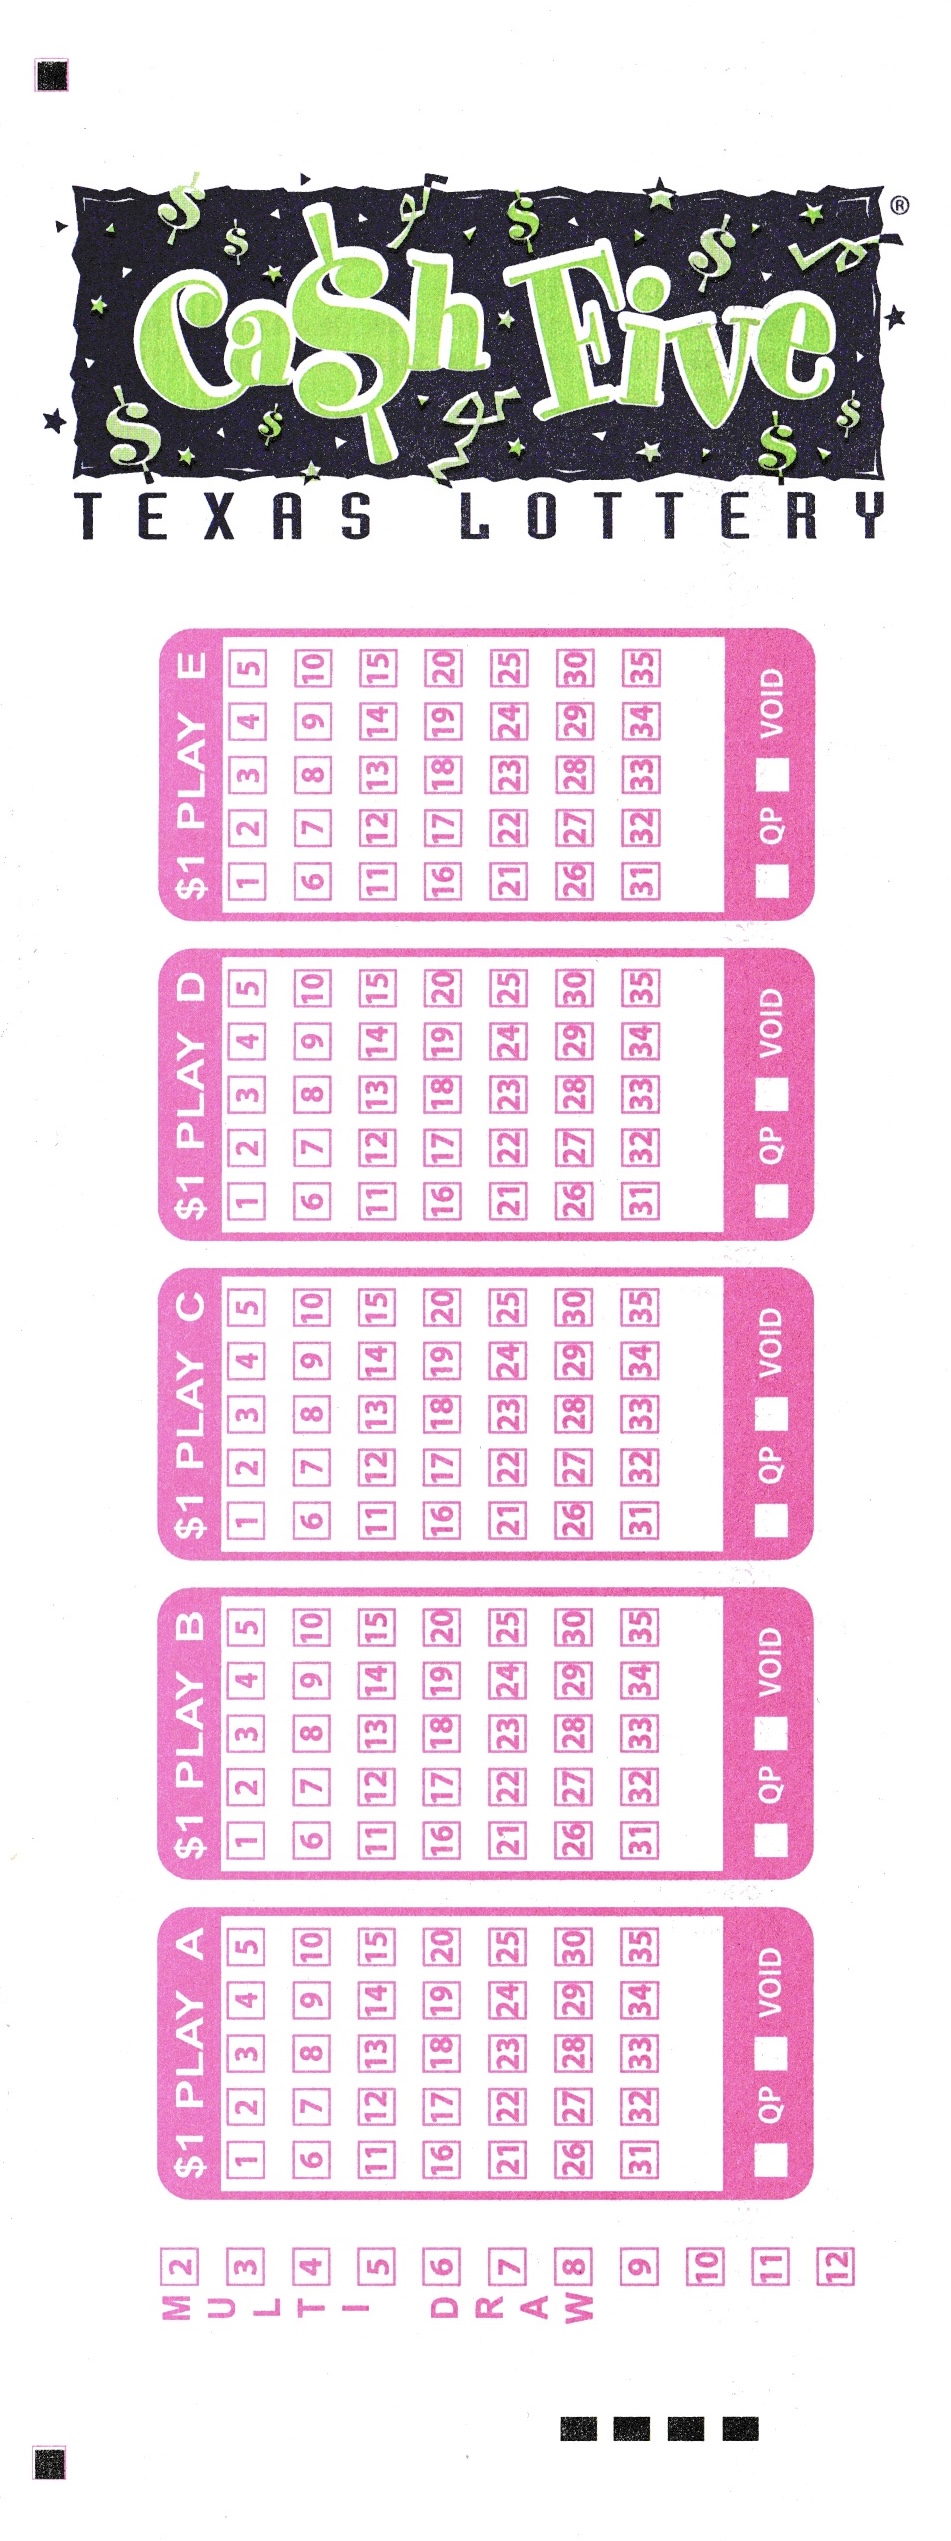 Ca$h Five ®
TEXAS LOTTERY
$1 PLAY E
1 2 3 4 5
6 7 8 9 10
11 12 13 14 15
16 17 18 19 20
21 22 23 24 25
26 27 28 29 30
31 32 33 34 35
QP VOID
$1 PLAY D
1 2 3 4 5
6 7 8 9 10
11 12 13 14 15
16 17 18 19 20
21 22 23 24 25
26 27 28 29 30
31 32 33 34 35
QP VOID
$1 PLAY C
1 2 3 4 5
6 7 8 9 10
11 12 13 14 15
16 17 18 19 20
21 22 23 24 25
26 27 28 29 30
31 32 33 34 35
QP VOID
$1 PLAY B
1 2 3 4 5
6 7 8 9 10
11 12 13 14 15
16 17 18 19 20
21 22 23 24 25
26 27 28 29 30
31 32 33 34 35
QP VOID
$1 PLAY A
1 2 3 4 5
6 7 8 9 10
11 12 13 14 15
16 17 18 19 20
21 22 23 24 25
26 27 28 29 30
31 32 33 34 35
QP VOID
2 3 4 5 6 7 8 9 10 11 12
MULTI DRAW